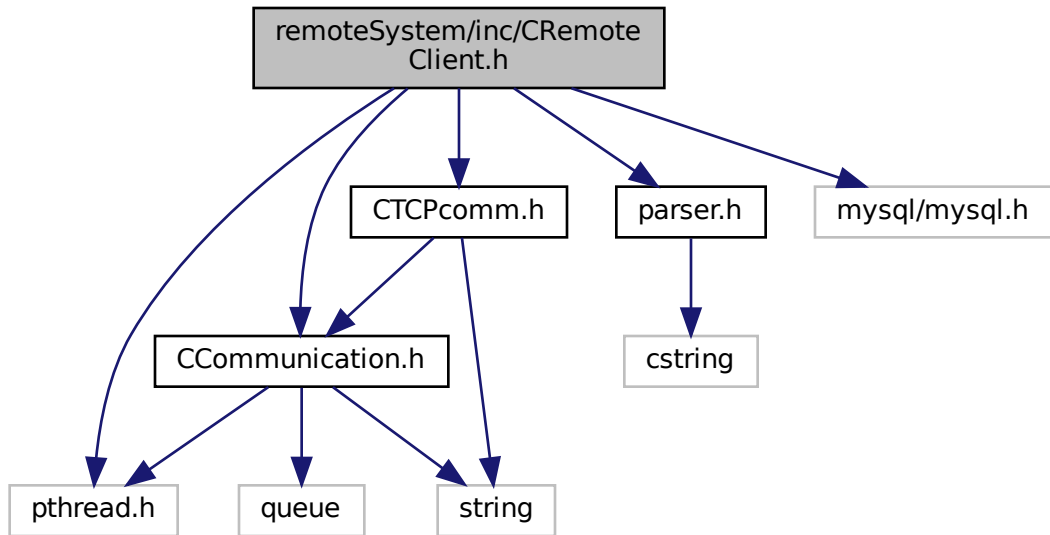 remoteSystem/inc/CRemote
Client.h
CTCPcomm.h
parser.h
mysql/mysql.h
CCommunication.h
cstring
pthread.h
queue
string